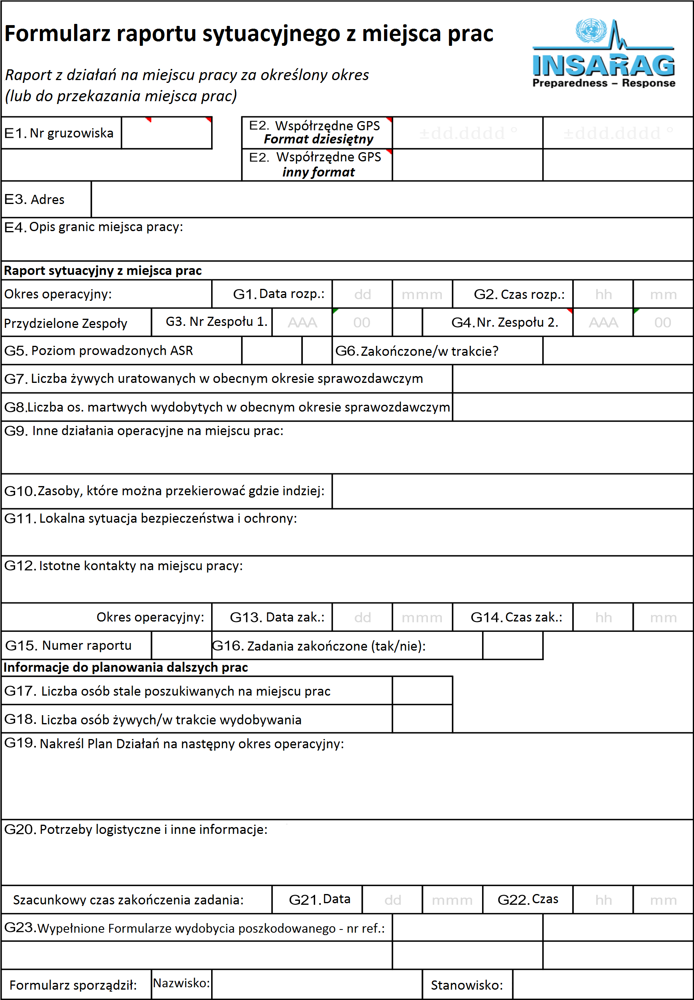 Formularz raportu sytuacyjnego z miejsca prac
INSARAG
Preparedness – Response
Raport z działań na miejscu pracy za określony okres
(lub do przekazania miejsca prac)
E1. Nr gruzowiska
E2. Współrzędne GPS
Format dziesiętny
±dd.dddd ° ±ddd.dddd °
E2. Współrzędne GPS
inny format
E3. Adres
E4. Opis granic miejsca pracy:
Raport sytuacyjny z miejsca prac
Okres operacyjny: G1. Data rozp.: dd mmm G2. Czas rozp.: hh mm
Przydzielone Zespoły G3. Nr Zespołu 1. AAA 00 G4. Nr. Zespołu 2. AAA 00
G5. Poziom prowadzonych ASR G6. Zakończone/w trakcie?
G7. Liczba żywych uratowanych w obecnym okresie sprawozdawczym
G8. Liczba os. martwych wydobytych w obecnym okresie sprawozdawczym
G9. Inne działania operacyjne na miejscu prac:
G10. Zasoby, które można przekierować gdzie indziej:
G11. Lokalna sytuacja bezpieczeństwa i ochrony:
G12. Istotne kontakty na miejscu pracy:
Okres operacyjny: G13. Data zak.: dd mmm G14. Czas zak.: hh mm
G15. Numer raportu G16. Zadania zakończone (tak/nie):
Informacje do planowania dalszych prac
G17. Liczba osób stale poszukiwanych na miejscu prac
G18. Liczba osób żywych/w trakcie wydobywania
G19. Nakreśl Plan Działań na następny okres operacyjny:
G20. Potrzeby logistyczne i inne informacje:
Szacunkowy czas zakończenia zadania: G21. Data dd mmm G22. Czas hh mm
G23. Wypełnione Formularze wydobycia poszkodowanego - nr ref.:
Formularz sporządził: Nazwisko: Stanowisko: